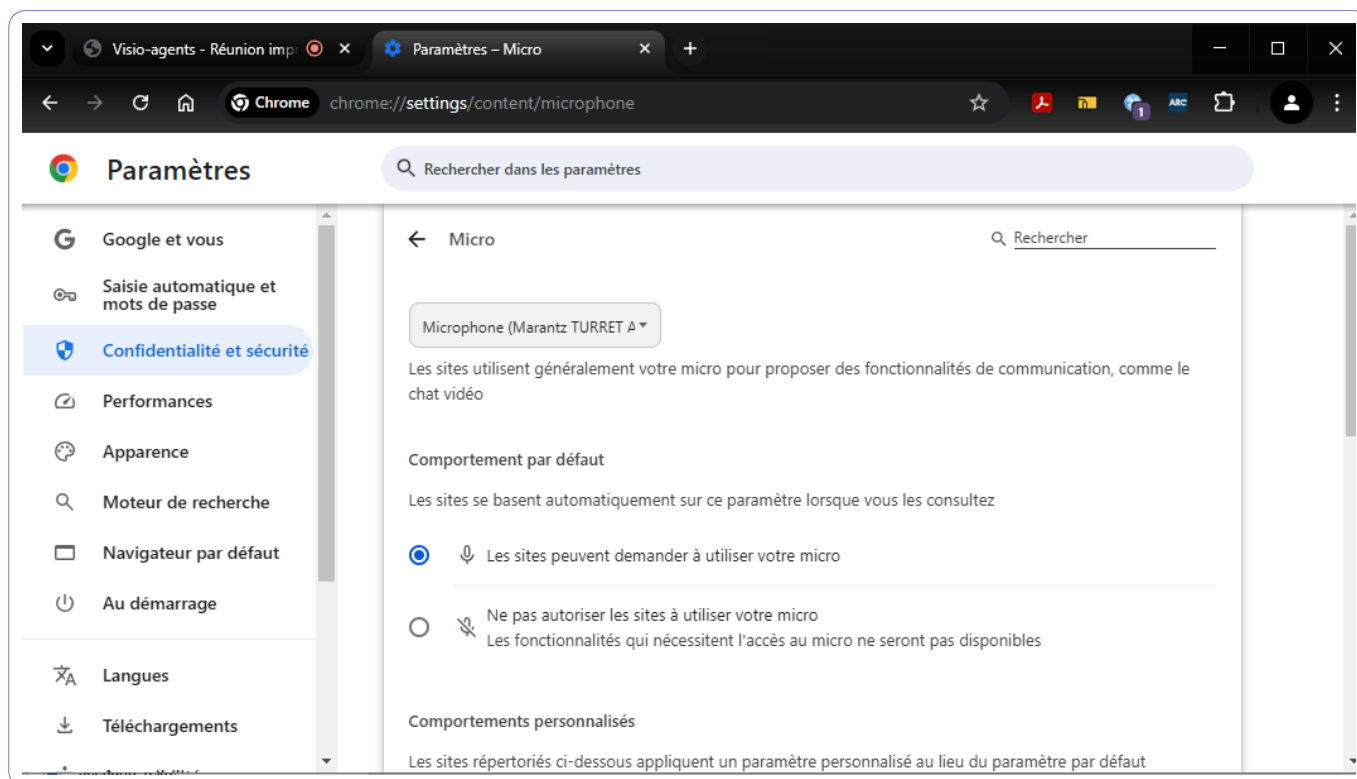 Visio-agents - Réunion imp
Paramètres – Micro
Chrome
chrome://settings/content/microphone
1
ARC
Paramètres
Rechercher dans les paramètres
Google et vous
Saisie automatique et
mots de passe
Confidentialité et sécurité
Performances
Apparence
Moteur de recherche
Navigateur par défaut
Au démarrage
Langues
Téléchargements
Micro
Rechercher
Microphone (Marantz TURRET A
Les sites utilisent généralement votre micro pour proposer des fonctionnalités de communication, comme le
chat vidéo
Comportement par défaut
Les sites se basent automatiquement sur ce paramètre lorsque vous les consultez
Les sites peuvent demander à utiliser votre micro
Ne pas autoriser les sites à utiliser votre micro
Les fonctionnalités qui nécessitent l'accès au micro ne seront pas disponibles
Comportements personnalisés
Les sites répertoriés ci-dessous appliquent un paramètre personnalisé au lieu du paramètre par défaut